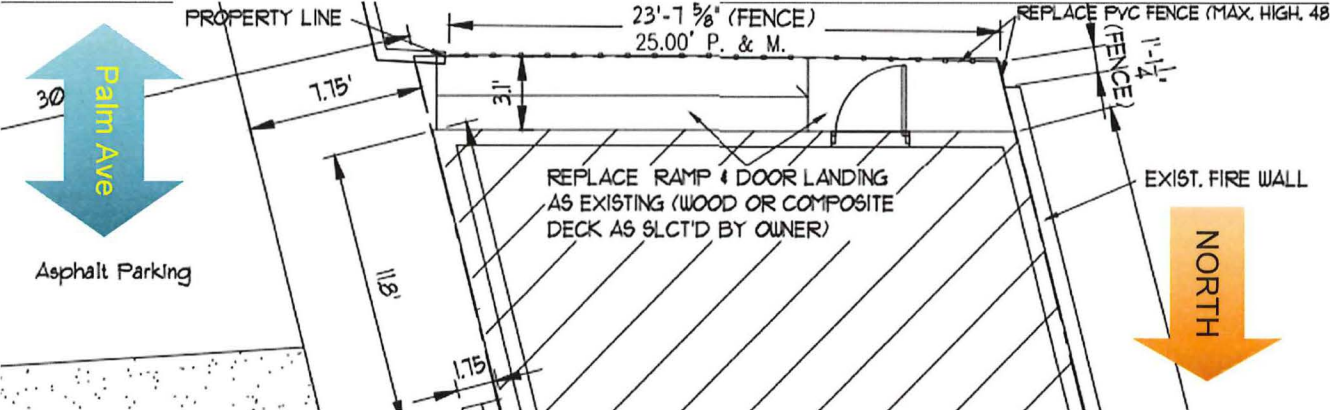 PROPERTY LINE
23'-7 5/8" (FENCE)
25.00' P. & M.
REPLACE PVC FENCE (MAX. HIGH. 48
1'-1 1/4"
(FENCE)
30
Palm Ave
7.75'
3.1'
REPLACE RAMP & DOOR LANDING
AS EXISTING (WOOD OR COMPOSITE
DECK AS SLCT'D BY OWNER)
EXIST. FIRE WALL
NORTH
Asphalt Parking
11.8'
1.75